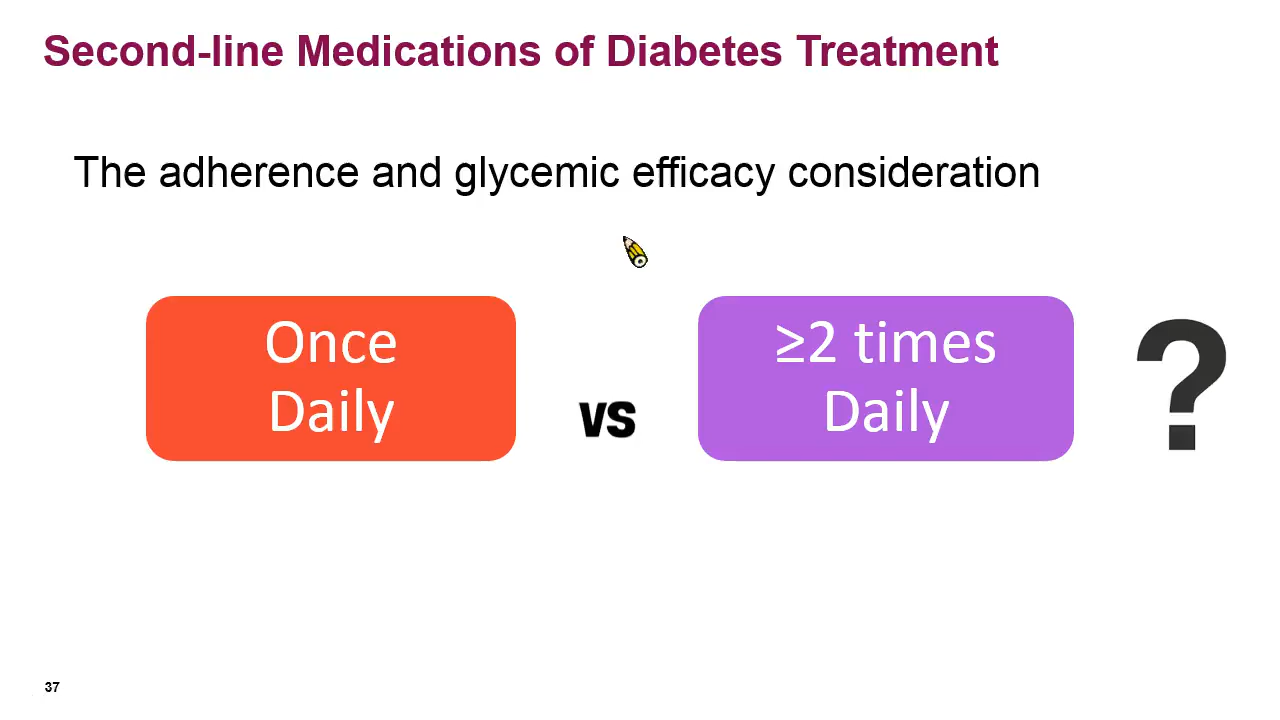 Second-line Medications of Diabetes Treatment
The adherence and glycemic efficacy consideration
Once
Daily
vs
≥2 times
Daily
?
37